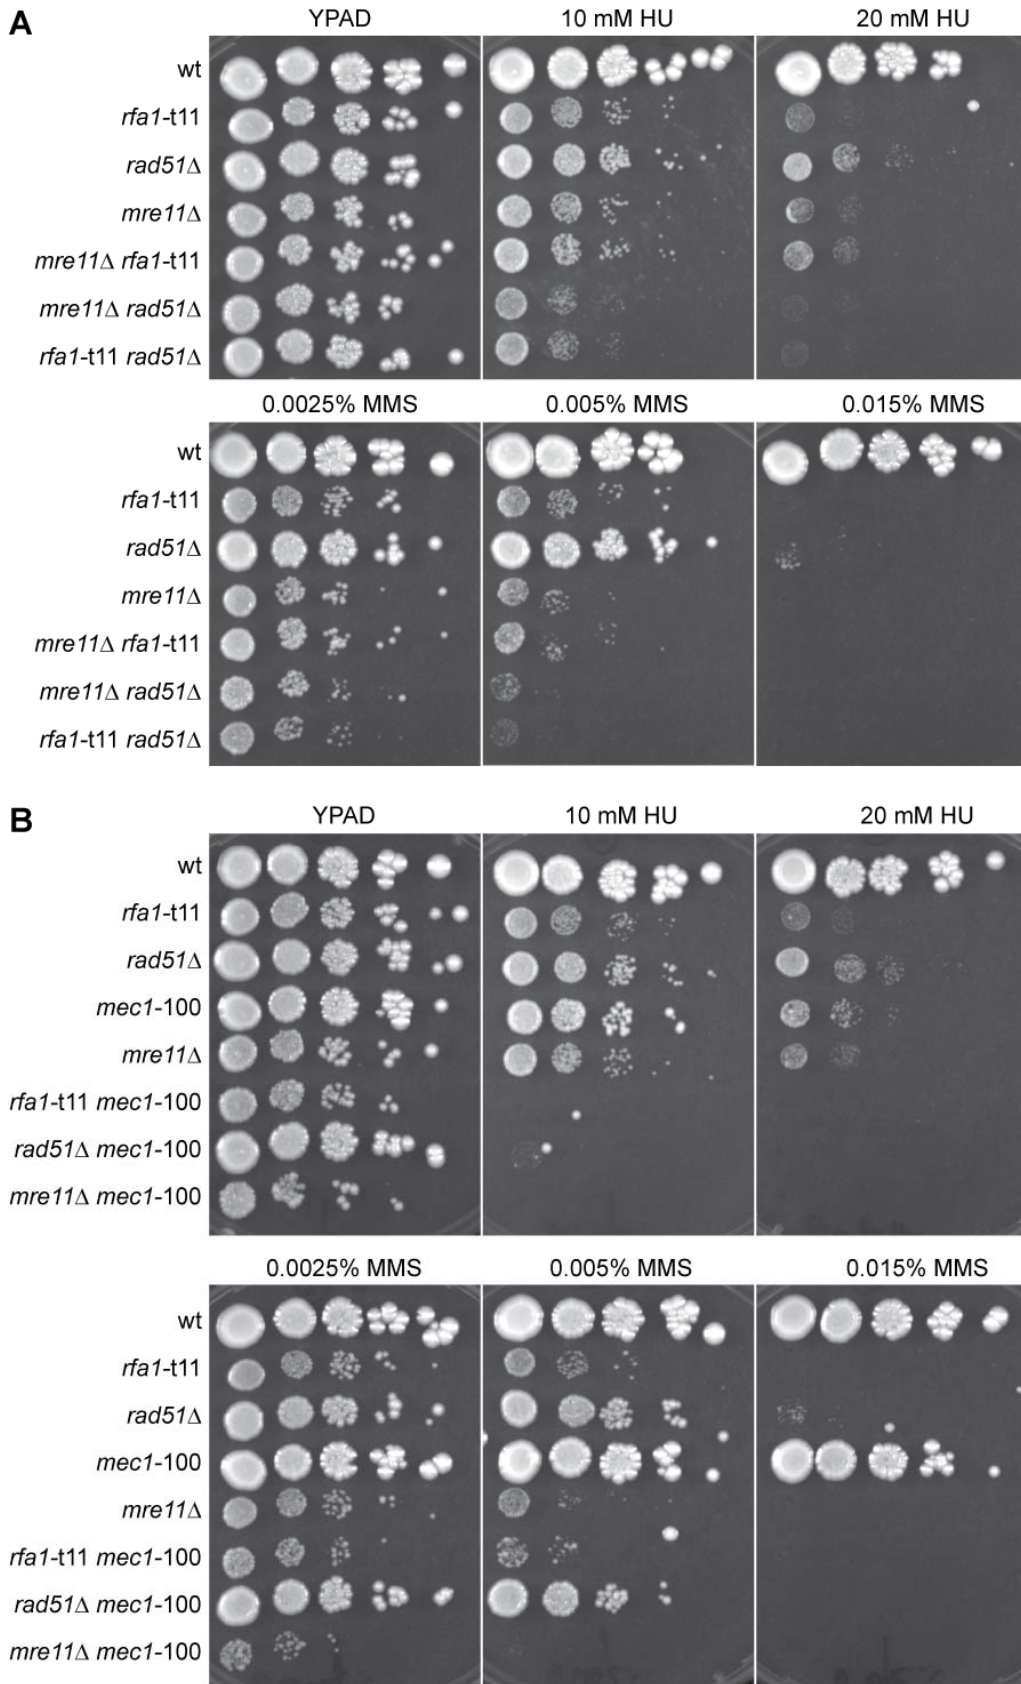 A
YPAD 10 mM HU 20 mM HU
wt
rfa1-t11
rad51Δ
mre11Δ
mre11Δ rfa1-t11
mre11Δ rad51Δ
rfa1-t11 rad51Δ
0.0025% MMS 0.005% MMS 0.015% MMS
wt
rfa1-t11
rad51Δ
mre11Δ
mre11Δ rfa1-t11
mre11Δ rad51Δ
rfa1-t11 rad51Δ
B
YPAD 10 mM HU 20 mM HU
wt
rfa1-t11
rad51Δ
mec1-100
mre11Δ
rfa1-t11 mec1-100
rad51Δ mec1-100
mre11Δ mec1-100
0.0025% MMS 0.005% MMS 0.015% MMS
wt
rfa1-t11
rad51Δ
mec1-100
mre11Δ
rfa1-t11 mec1-100
rad51Δ mec1-100
mre11Δ mec1-100